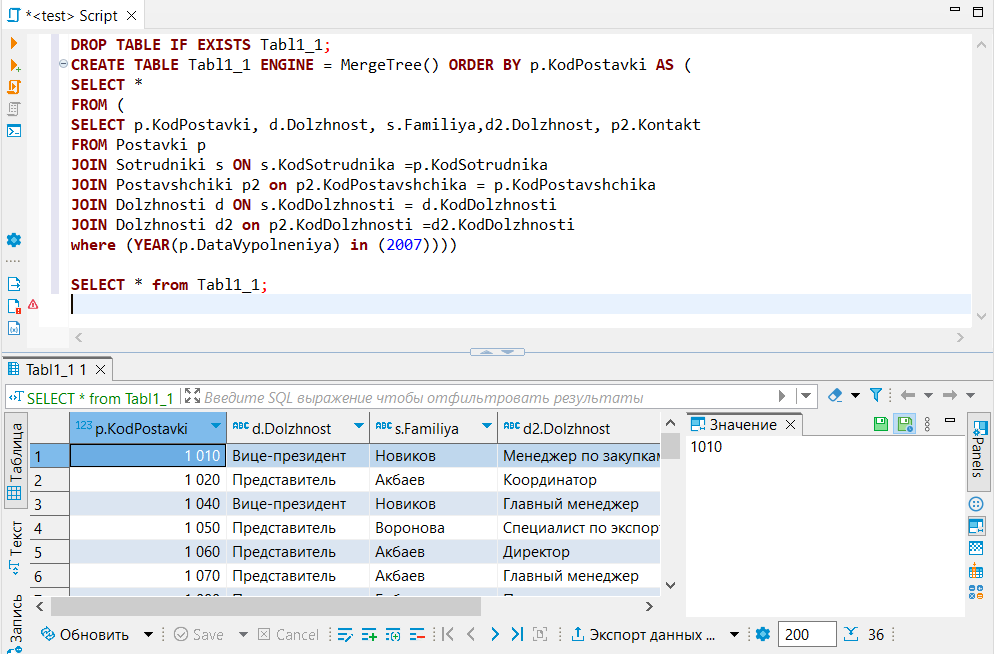 *<test> Script
DROP TABLE IF EXISTS Tabl1_1;
CREATE TABLE Tabl1_1 ENGINE = MergeTree() ORDER BY p.KodPostavki AS (
SELECT *
FROM (
SELECT p.KodPostavki, d.Dolzhnost, s.Familiya,d2.Dolzhnost, p2.Kontakt
FROM Postavki p
JOIN Sotrudniki s ON s.KodSotrudnika =p.KodSotrudnika
JOIN Postavshchiki p2 on p2.KodPostavshchika = p.KodPostavshchika
JOIN Dolzhnosti d ON s.KodDolzhnosti = d.KodDolzhnosti
JOIN Dolzhnosti d2 on p2.KodDolzhnosti =d2.KodDolzhnosti
where (YEAR(p.DataVypolneniya) in (2007))))
SELECT * from Tabl1_1;
Tabl1_1 1
SELECT * from Tabl1_1 Введите SQL выражение чтобы отфильтровать результаты
Таблица
Текст
Запись
123 p.KodPostavki ABC d.Dolzhnost ABC s.Familiya ABC d2.Dolzhnost
1 1 010 Вице-президент Новиков Менеджер по закупкам
2 1 020 Представитель Акбаев Координатор
3 1 040 Вице-президент Новиков Главный менеджер
4 1 050 Представитель Воронова Специалист по экспорт
5 1 060 Представитель Акбаев Директор
6 1 070 Представитель Акбаев Главный менеджер
Значение
1010
Panels
Обновить Save Cancel Экспорт данных ... 200 36